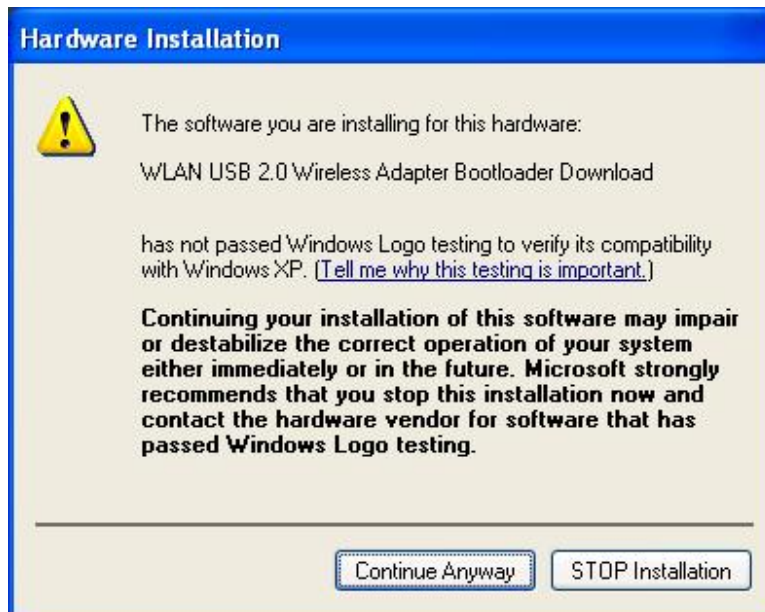 Hardware Installation
The software you are installing for this hardware:
WLAN USB 2.0 Wireless Adapter Bootloader Download
has not passed Windows Logo testing to verify its compatibility
with Windows XP. (Tell me why this testing is important.)
Continuing your installation of this software may impair
or destabilize the correct operation of your system
either immediately or in the future. Microsoft strongly
recommends that you stop this installation now and
contact the hardware vendor for software that has
passed Windows Logo testing.
Continue Anyway STOP Installation